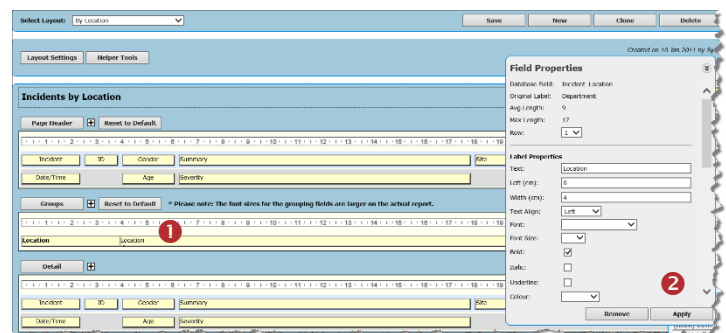 Select Layout: By Location Save New Clone Delete
Created on 10 Jan 2011 by Sy
Layout Settings Helper Tools
Incidents by Location
Page Header Reset to Default
Incident ID Gender Summary Site
Date/Time Age Severity
Groups Reset to Default * Please note: The font sizes for the grouping fields are larger on the actual report.
Location Location
1
Detail
Incident ID Gender Summary Site
Date/Time Age Severity
Field Properties
Database Field: Incident Location
Original Label: Department
Avg Length: 9
Max Length: 17
Row: 1
Label Properties
Text: Location
Left (cm): 0
Width (cm): 4
Text Align: Left
Font:
Font Size:
Bold:
Italic:
Underline:
Colour:
2
Remove Apply